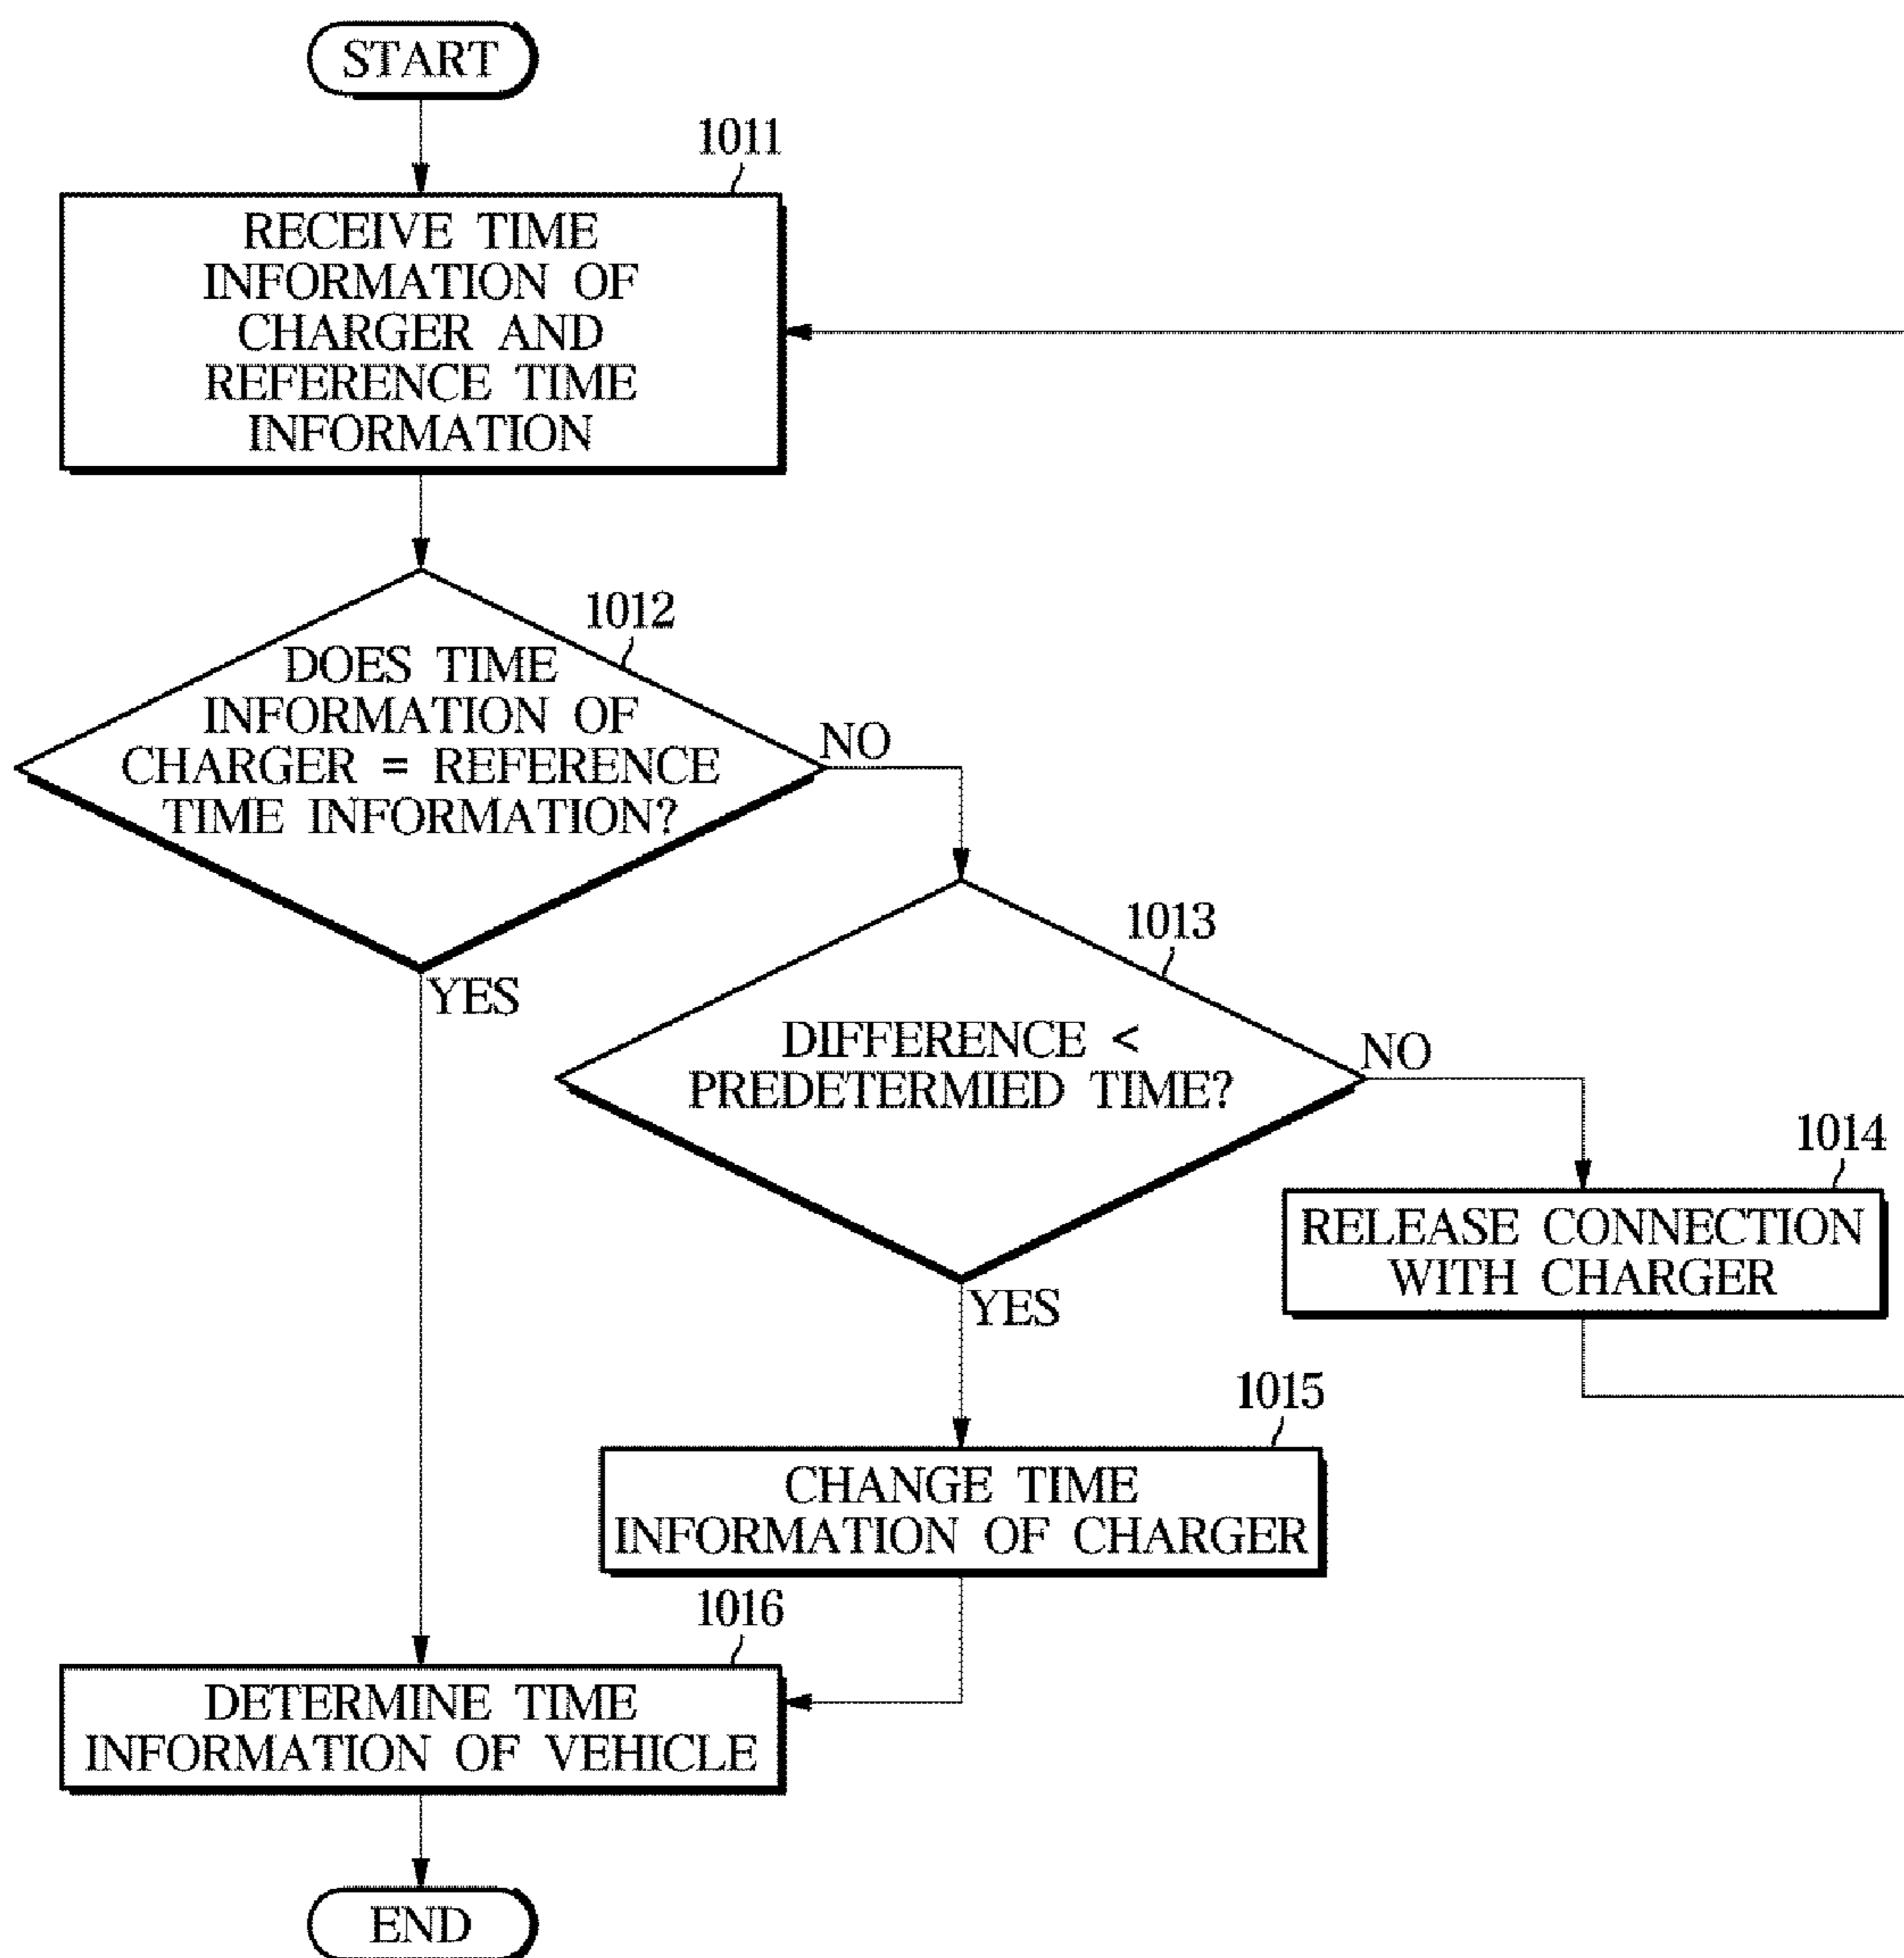 START
1011
RECEIVE TIME
INFORMATION OF
CHARGER AND
REFERENCE TIME
INFORMATION
1012
DOES TIME
INFORMATION OF
CHARGER = REFERENCE
TIME INFORMATION?
NO
YES
1013
DIFFERENCE <
PREDETERMIED TIME?
NO
YES
1014
RELEASE CONNECTION
WITH CHARGER
1015
CHANGE TIME
INFORMATION OF CHARGER
1016
DETERMINE TIME
INFORMATION OF VEHICLE
END